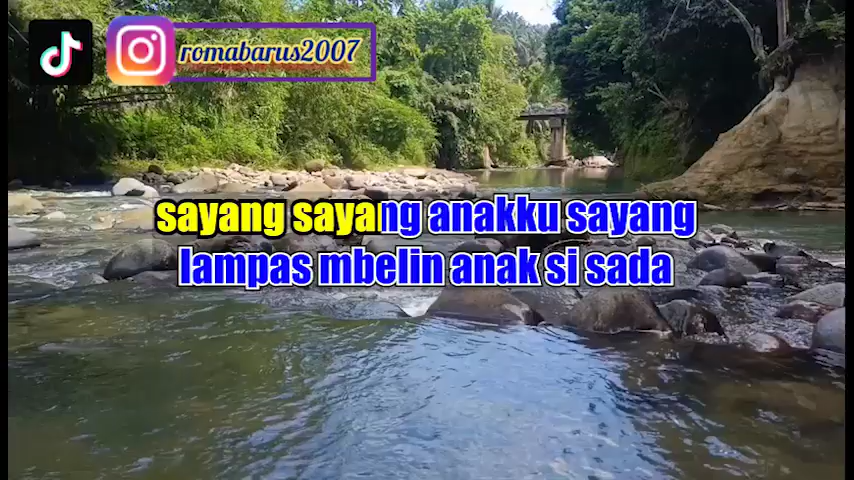 romabarus2007
sayang sayang anakku sayang
lampas mbelin anak si sada